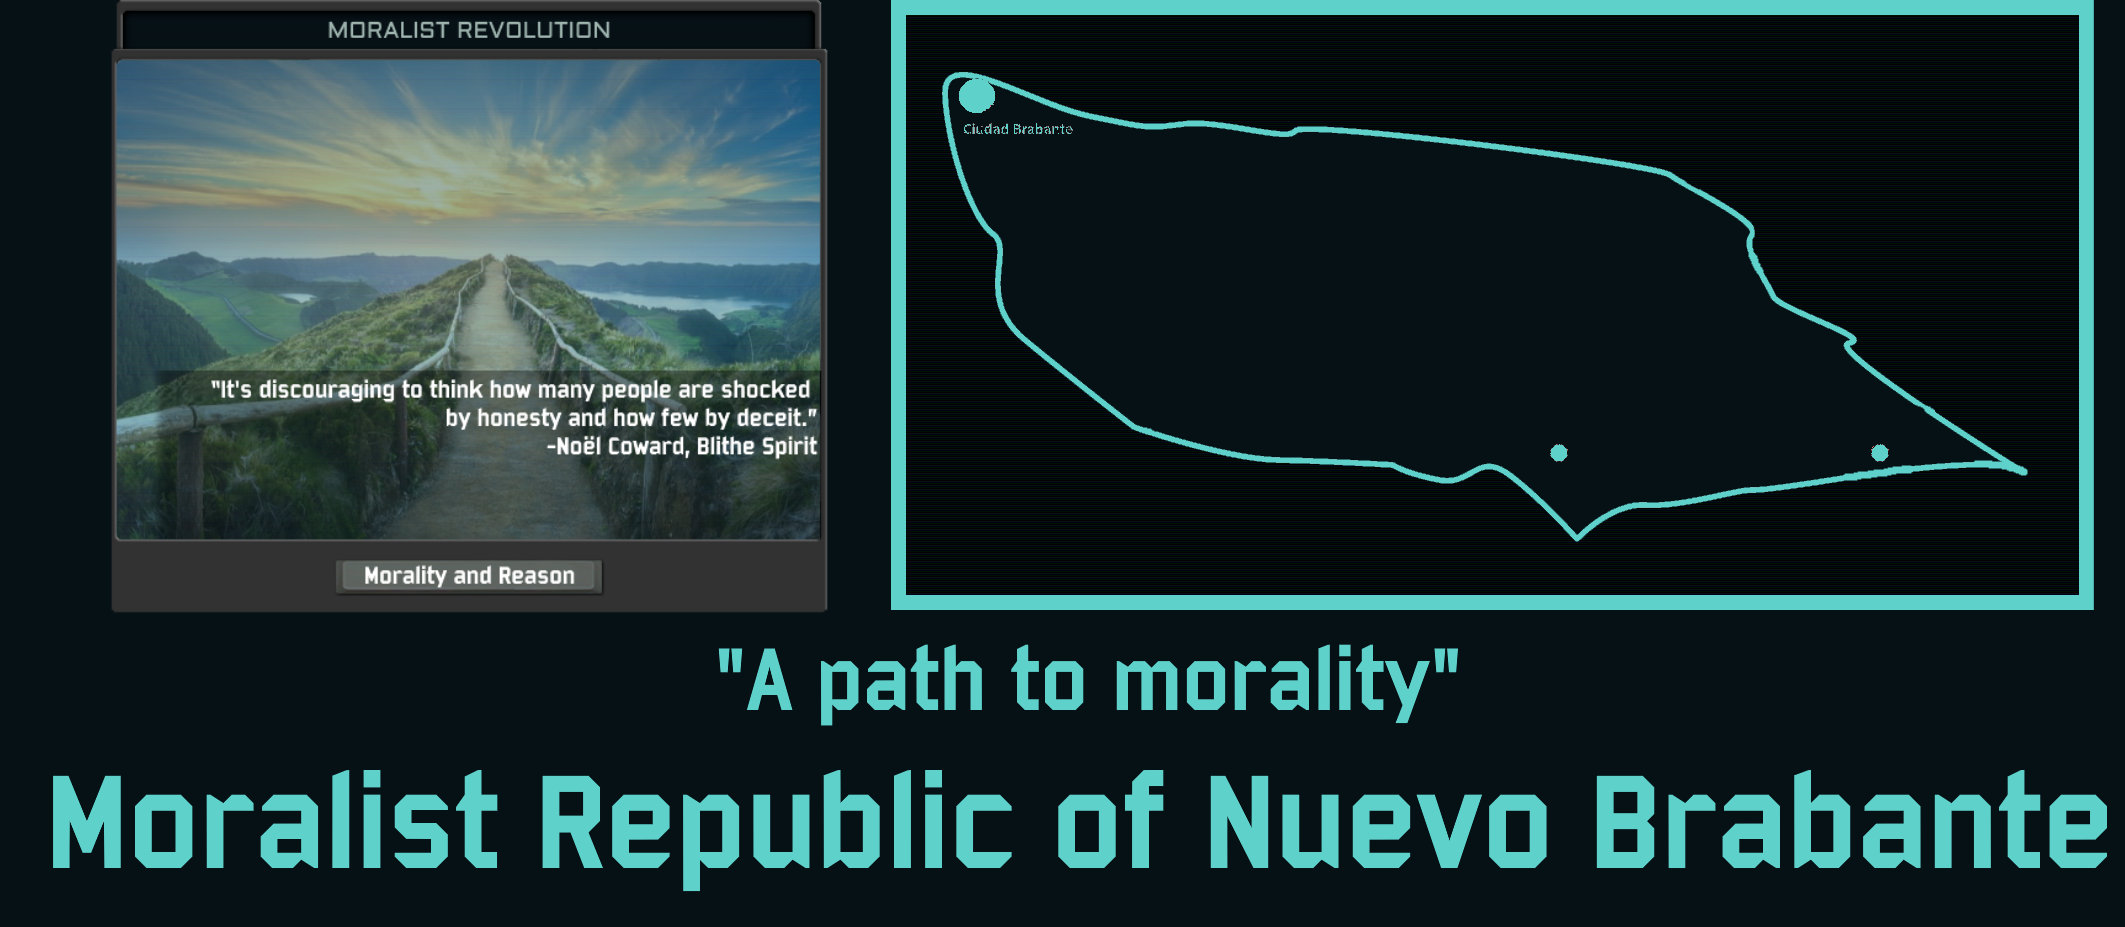 MORALIST REVOLUTION
"It's discouraging to think how many people are shocked
by honesty and how few by deceit."
-Noël Coward, Blithe Spirit
Morality and Reason
Ciudad Brabante
"A path to morality"
Moralist Republic of Nuevo Brabante